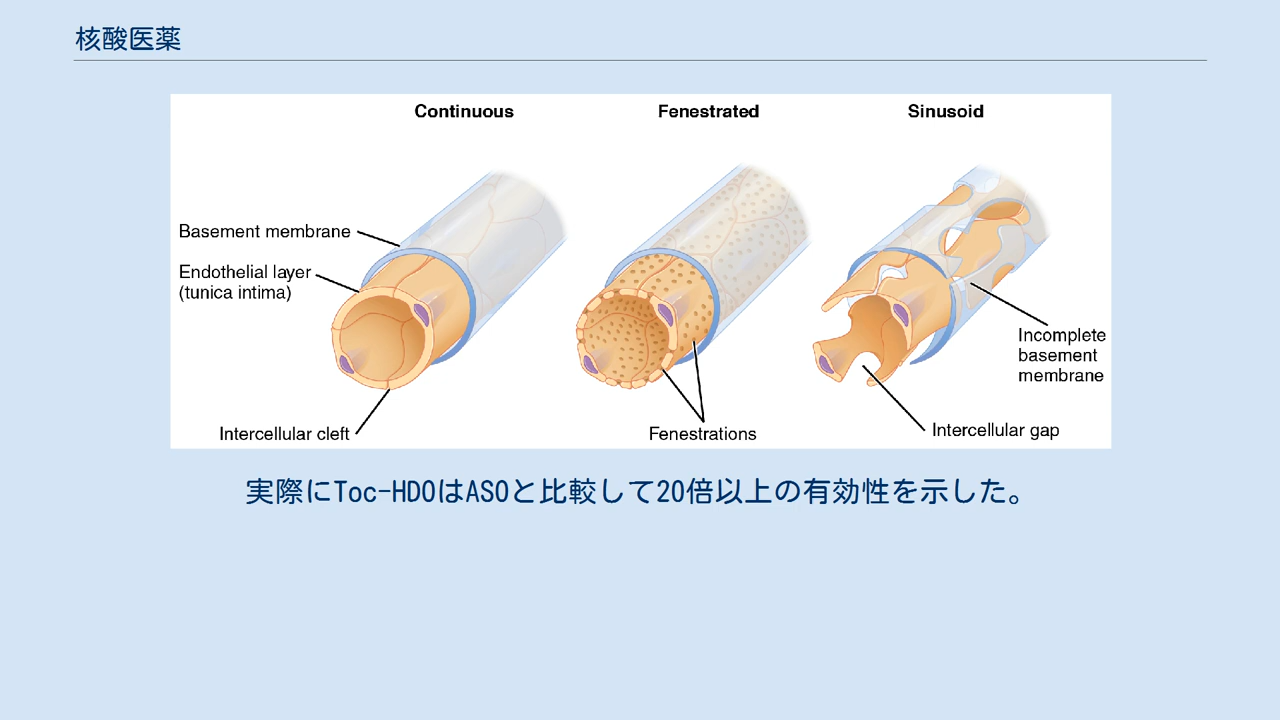 核酸医薬
Continuous
Fenestrated
Sinusoid
Basement membrane
Endothelial layer
(tunica intima)
Incomplete
basement
membrane
Intercellular cleft
Fenestrations
Intercellular gap
実際にToc-HDOはASOと比較して20倍以上の有効性を示した。